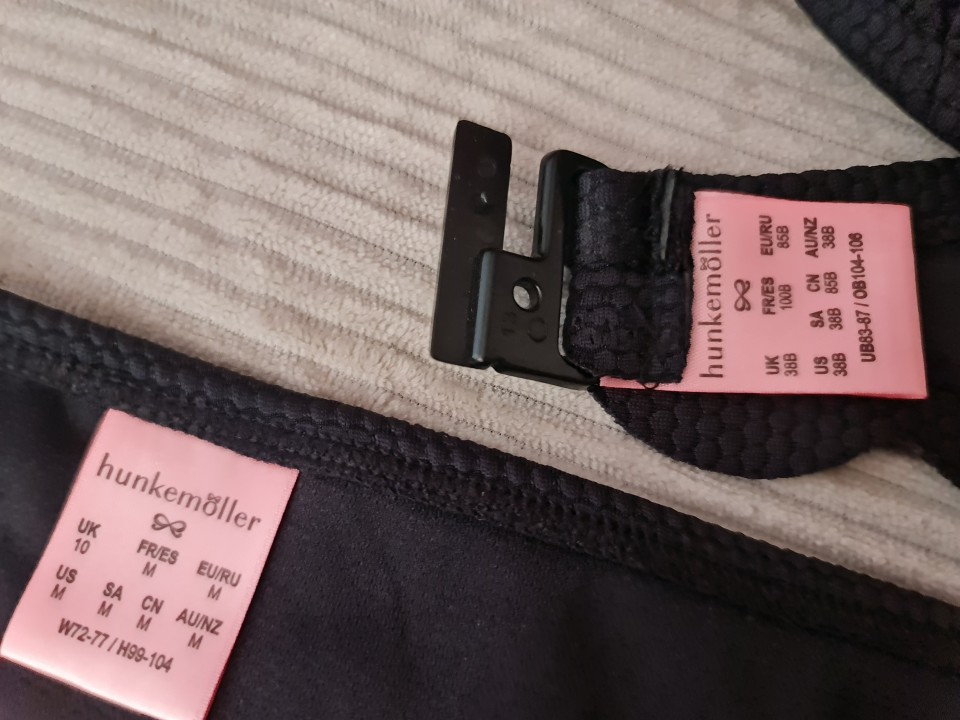 hunkemöller
UK FR/ES EU/RU
38B 100B 85B
US SA CN AU/NZ
38B 38B 85B 38B
UB83-87 / OB104-106
hunkemöller
UK FR/ES EU/RU
10 M M
US SA CN AU/NZ
M M M M
W72-77 / H99-104